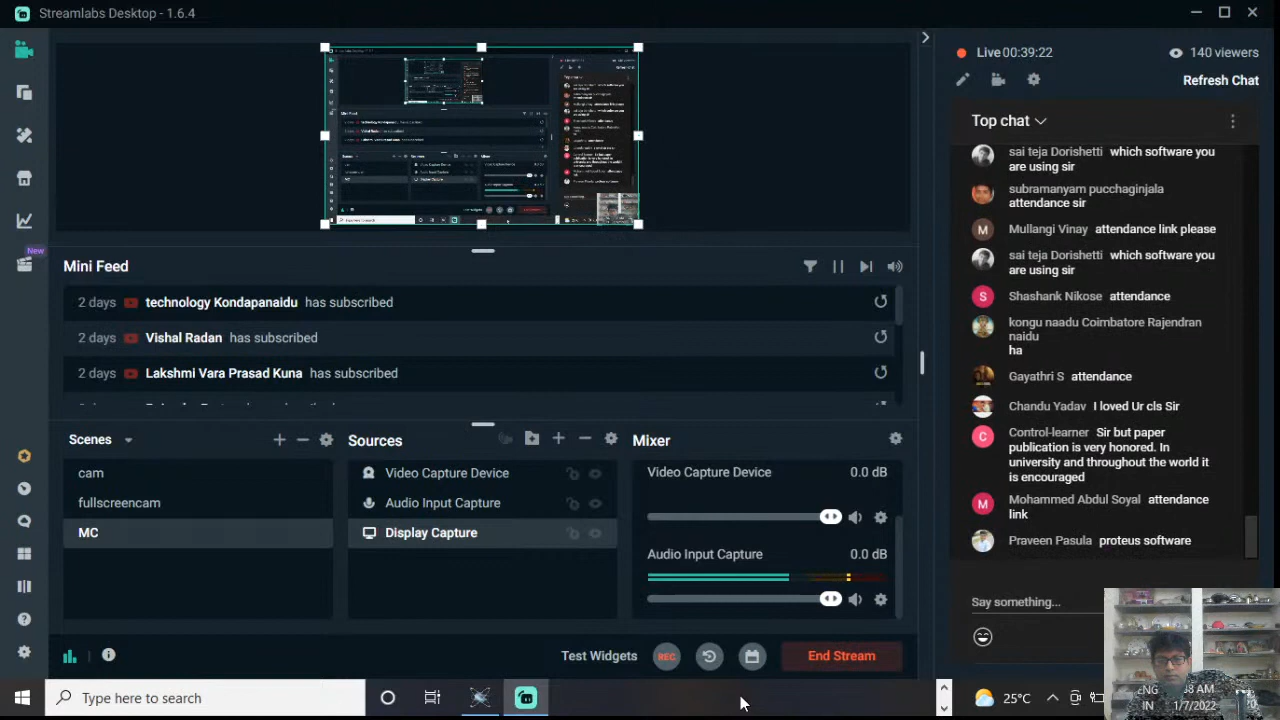 Streamlabs Desktop - 1.6.4
Live 00:39:22
140 viewers
Refresh Chat
Top chat
sai teja Dorishetti which software you
are using sir
subramanyam pucchaginjala
attendance sir
Mullangi Vinay attendance link please
sai teja Dorishetti which software you
are using sir
Shashank Nikose attendance
kongu naadu Coimbatore Rajendran
naidu
ha
Gayathri S attendance
Chandu Yadav I loved Ur cls Sir
Control-learner Sir but paper
publication is very honored. In
university and throughout the world it
is encouraged
Mohammed Abdul Soyal attendance
link
Praveen Pasula proteus software
Say something...
New
Mini Feed
2 days technology Kondapanaidu has subscribed
2 days Vishal Radan has subscribed
2 days Lakshmi Vara Prasad Kuna has subscribed
Scenes
cam
fullscreencam
MC
Sources
Video Capture Device
Audio Input Capture
Display Capture
Mixer
Video Capture Device 0.0 dB
Audio Input Capture 0.0 dB
Test Widgets
REC
End Stream
Type here to search
25°C
ENG
IN
AM
1/7/2022